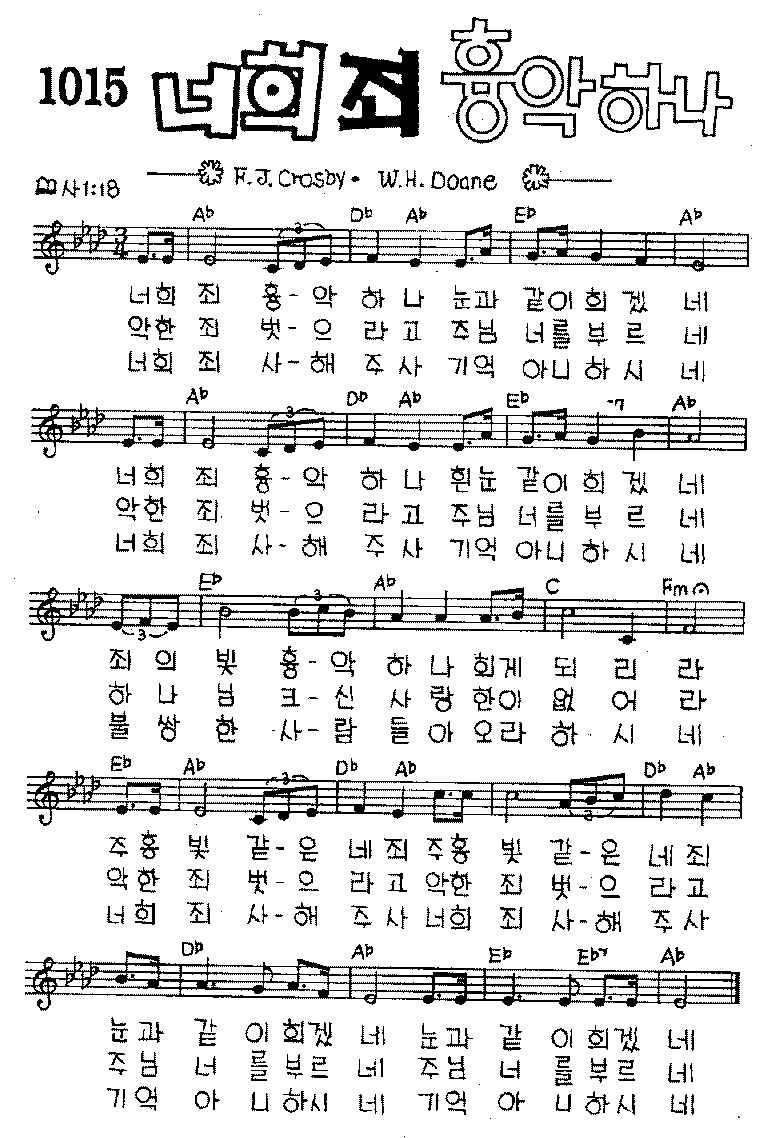 1015 너희 죄 흉악하나
사1:18 F.J.Crosby • W.H.Doane
Ab Db Ab Eb Ab
3
너희 죄 흉-악 하 나 눈과 같이희 겠 네
악한 죄 벗-으 라고 주님 너를부 르 네
너희 죄 사-해 주사 기억 아니하 시 네
Ab Db Ab Eb -7 Ab
3
너희 죄 흉-악 하 나 흰눈 같이희 겠 네
악한 죄 벗-으 라고 주님 너를부 르 네
너희 죄 사-해 주사 기억 아니하 시 네
Eb Ab C Fm
3 3
죄 의 빛 흉-악 하 나 희게 되 리 라
하 나 님 크-신 사 랑 한이 없 어 라
불 쌍 한 사-람 들 아 오라 하 시 네
Eb Ab Db Ab Db Ab
3 3
주홍 빛 같-은 네 죄 주홍 빛 같-은 네죄
악한 죄 벗-으 라고 악한 죄 벗-으 라고
너희 죄 사-해 주사 너희 죄 사-해 주사
Db Ab Eb Eb7 Ab
눈과 같 이희겠 네 눈과 같 이희겠 네
주님 너 를부르 네 주님 너 를부르 네
기억 아 니하시 네 기억 아 니하시 네